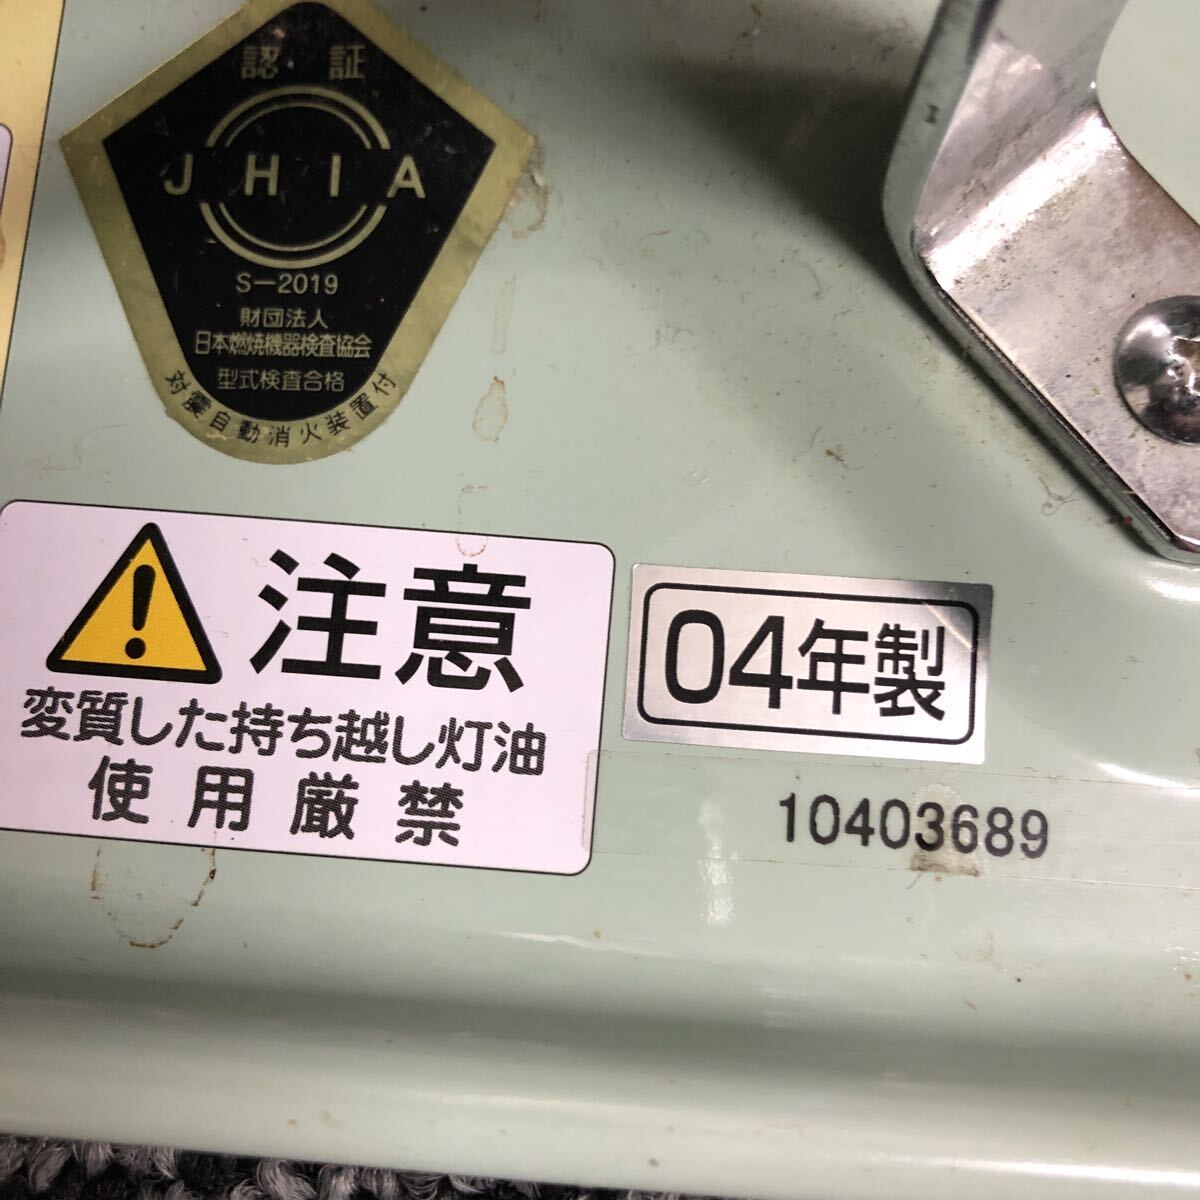 認証
JHIA
S-2019
財団法人
日本燃焼機器検査協会
型式検査合格
対震自動消火装置付
注意
変質した持ち越し灯油
使用厳禁
04年製
10403689